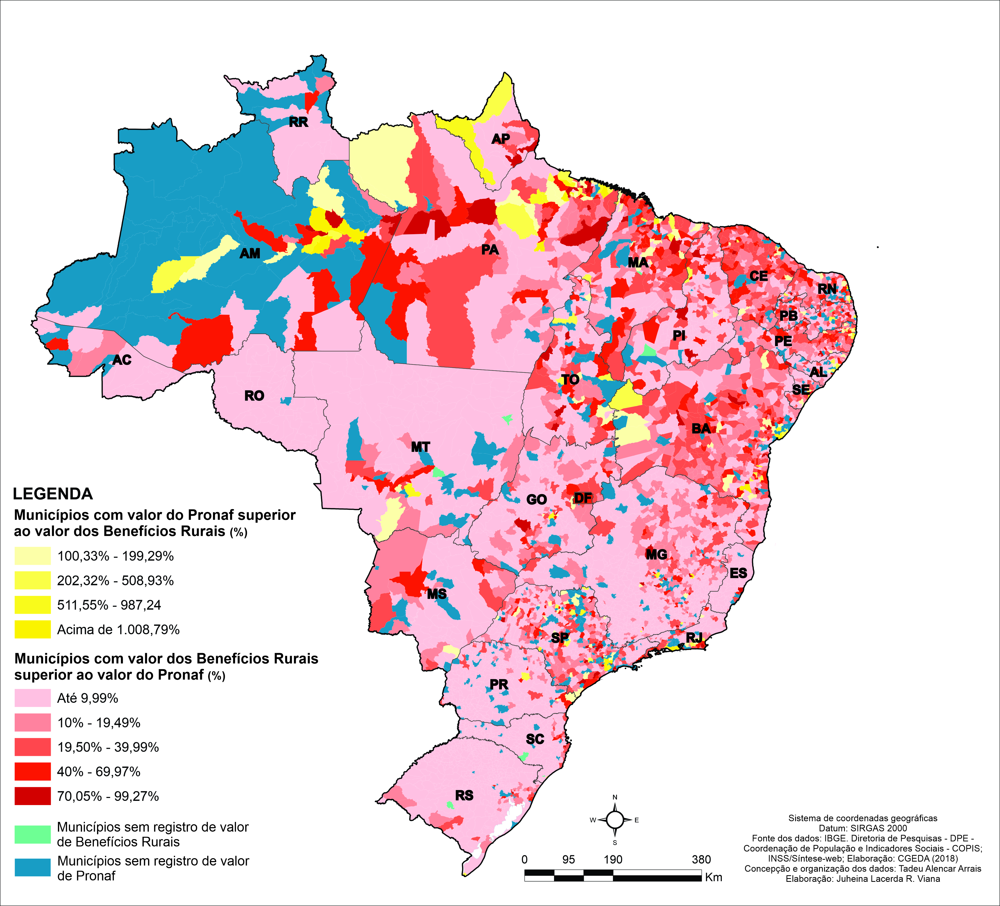 RR
AP
AM
PA
MA
CE
RN
PB
PE
PI
AC
AL
TO
SE
RO
BA
MT
LEGENDA
GO
DF
Municípios com valor do Pronaf superior
ao valor dos Benefícios Rurais (%)
100,33% - 199,29%
202,32% - 508,93%
511,55% - 987,24
Acima de 1.008,79%
MG
ES
MS
SP
RJ
Municípios com valor dos Benefícios Rurais
superior ao valor do Pronaf (%)
Até 9,99%
10% - 19,49%
19,50% - 39,99%
40% - 69,97%
70,05% - 99,27%
Municípios sem registro de valor
de Benefícios Rurais
Municípios sem registro de valor
de Pronaf
PR
SC
RS
N
W
E
S
0 95 190 380
Km
Sistema de coordenadas geográficas
Datum: SIRGAS 2000
Fonte dos dados: IBGE. Diretoria de Pesquisas - DPE -
Coordenação de População e Indicadores Sociais - COPIS;
INSS/Síntese-web; Elaboração: CGEDA (2018)
Concepção e organização dos dados: Tadeu Alencar Arrais
Elaboração: Juheina Lacerda R. Viana